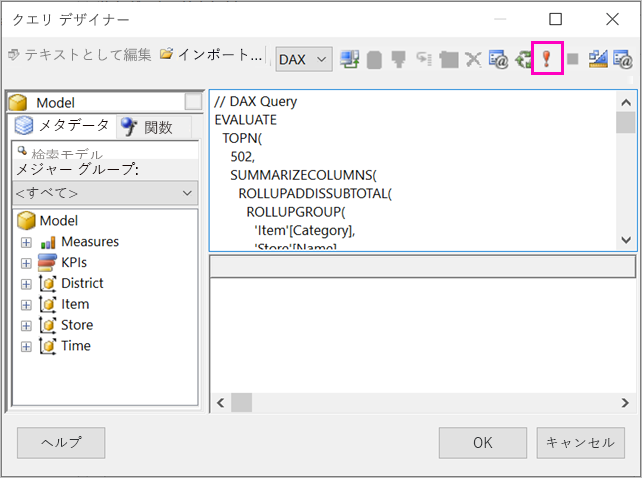 クエリ デザイナー
テキストとして編集 インポート... DAX
Model
メタデータ 関数
検索モデル
メジャー グループ:
<すべて>
Model
Measures
KPIs
District
Item
Store
Time
// DAX Query
EVALUATE
TOPN(
502,
SUMMARIZECOLUMNS(
ROLLUPADDISSUBTOTAL(
ROLLUPGROUP(
'Item'[Category],
'Store'[Name]
ヘルプ OK キャンセル